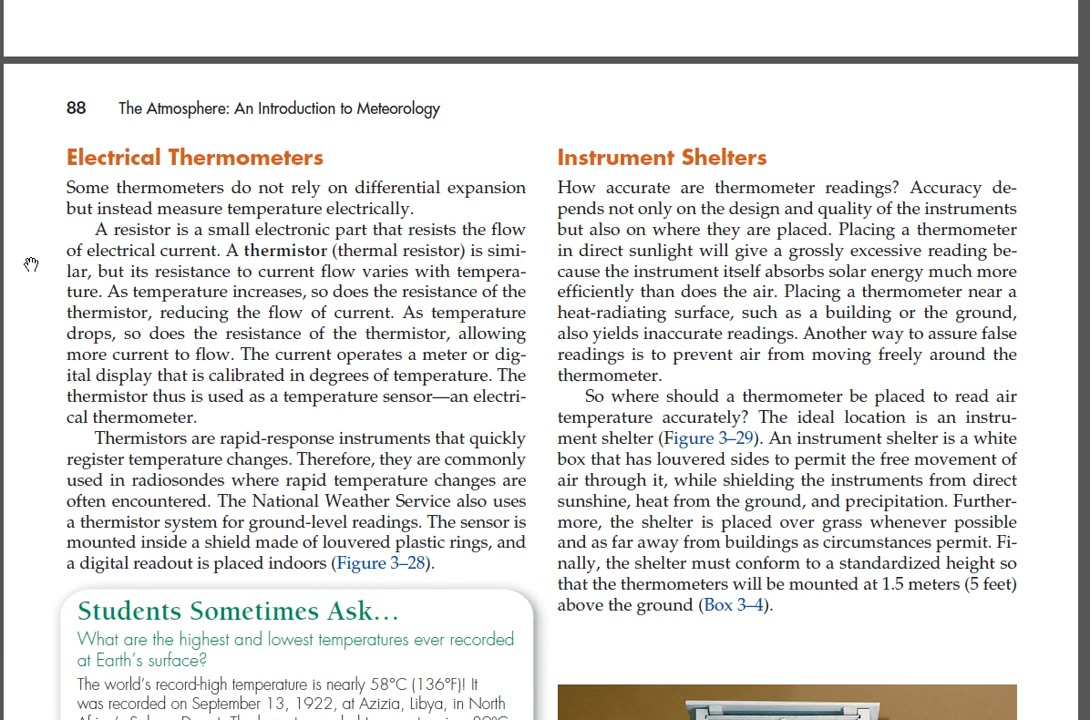 88 The Atmosphere: An Introduction to Meteorology
Electrical Thermometers
Some thermometers do not rely on differential expansion
but instead measure temperature electrically.
A resistor is a small electronic part that resists the flow
of electrical current. A thermistor (thermal resistor) is simi-
lar, but its resistance to current flow varies with tempera-
ture. As temperature increases, so does the resistance of the
thermistor, reducing the flow of current. As temperature
drops, so does the resistance of the thermistor, allowing
more current to flow. The current operates a meter or dig-
ital display that is calibrated in degrees of temperature. The
thermistor thus is used as a temperature sensor—an electri-
cal thermometer.
Thermistors are rapid-response instruments that quickly
register temperature changes. Therefore, they are commonly
used in radiosondes where rapid temperature changes are
often encountered. The National Weather Service also uses
a thermistor system for ground-level readings. The sensor is
mounted inside a shield made of louvered plastic rings, and
a digital readout is placed indoors (Figure 3–28).
Students Sometimes Ask…
What are the highest and lowest temperatures ever recorded
at Earth's surface?
The world's record-high temperature is nearly 58°C (136°F)! It
was recorded on September 13, 1922, at Azizia, Libya, in North
Instrument Shelters
How accurate are thermometer readings? Accuracy de-
pends not only on the design and quality of the instruments
but also on where they are placed. Placing a thermometer
in direct sunlight will give a grossly excessive reading be-
cause the instrument itself absorbs solar energy much more
efficiently than does the air. Placing a thermometer near a
heat-radiating surface, such as a building or the ground,
also yields inaccurate readings. Another way to assure false
readings is to prevent air from moving freely around the
thermometer.
So where should a thermometer be placed to read air
temperature accurately? The ideal location is an instru-
ment shelter (Figure 3–29). An instrument shelter is a white
box that has louvered sides to permit the free movement of
air through it, while shielding the instruments from direct
sunshine, heat from the ground, and precipitation. Further-
more, the shelter is placed over grass whenever possible
and as far away from buildings as circumstances permit. Fi-
nally, the shelter must conform to a standardized height so
that the thermometers will be mounted at 1.5 meters (5 feet)
above the ground (Box 3–4).